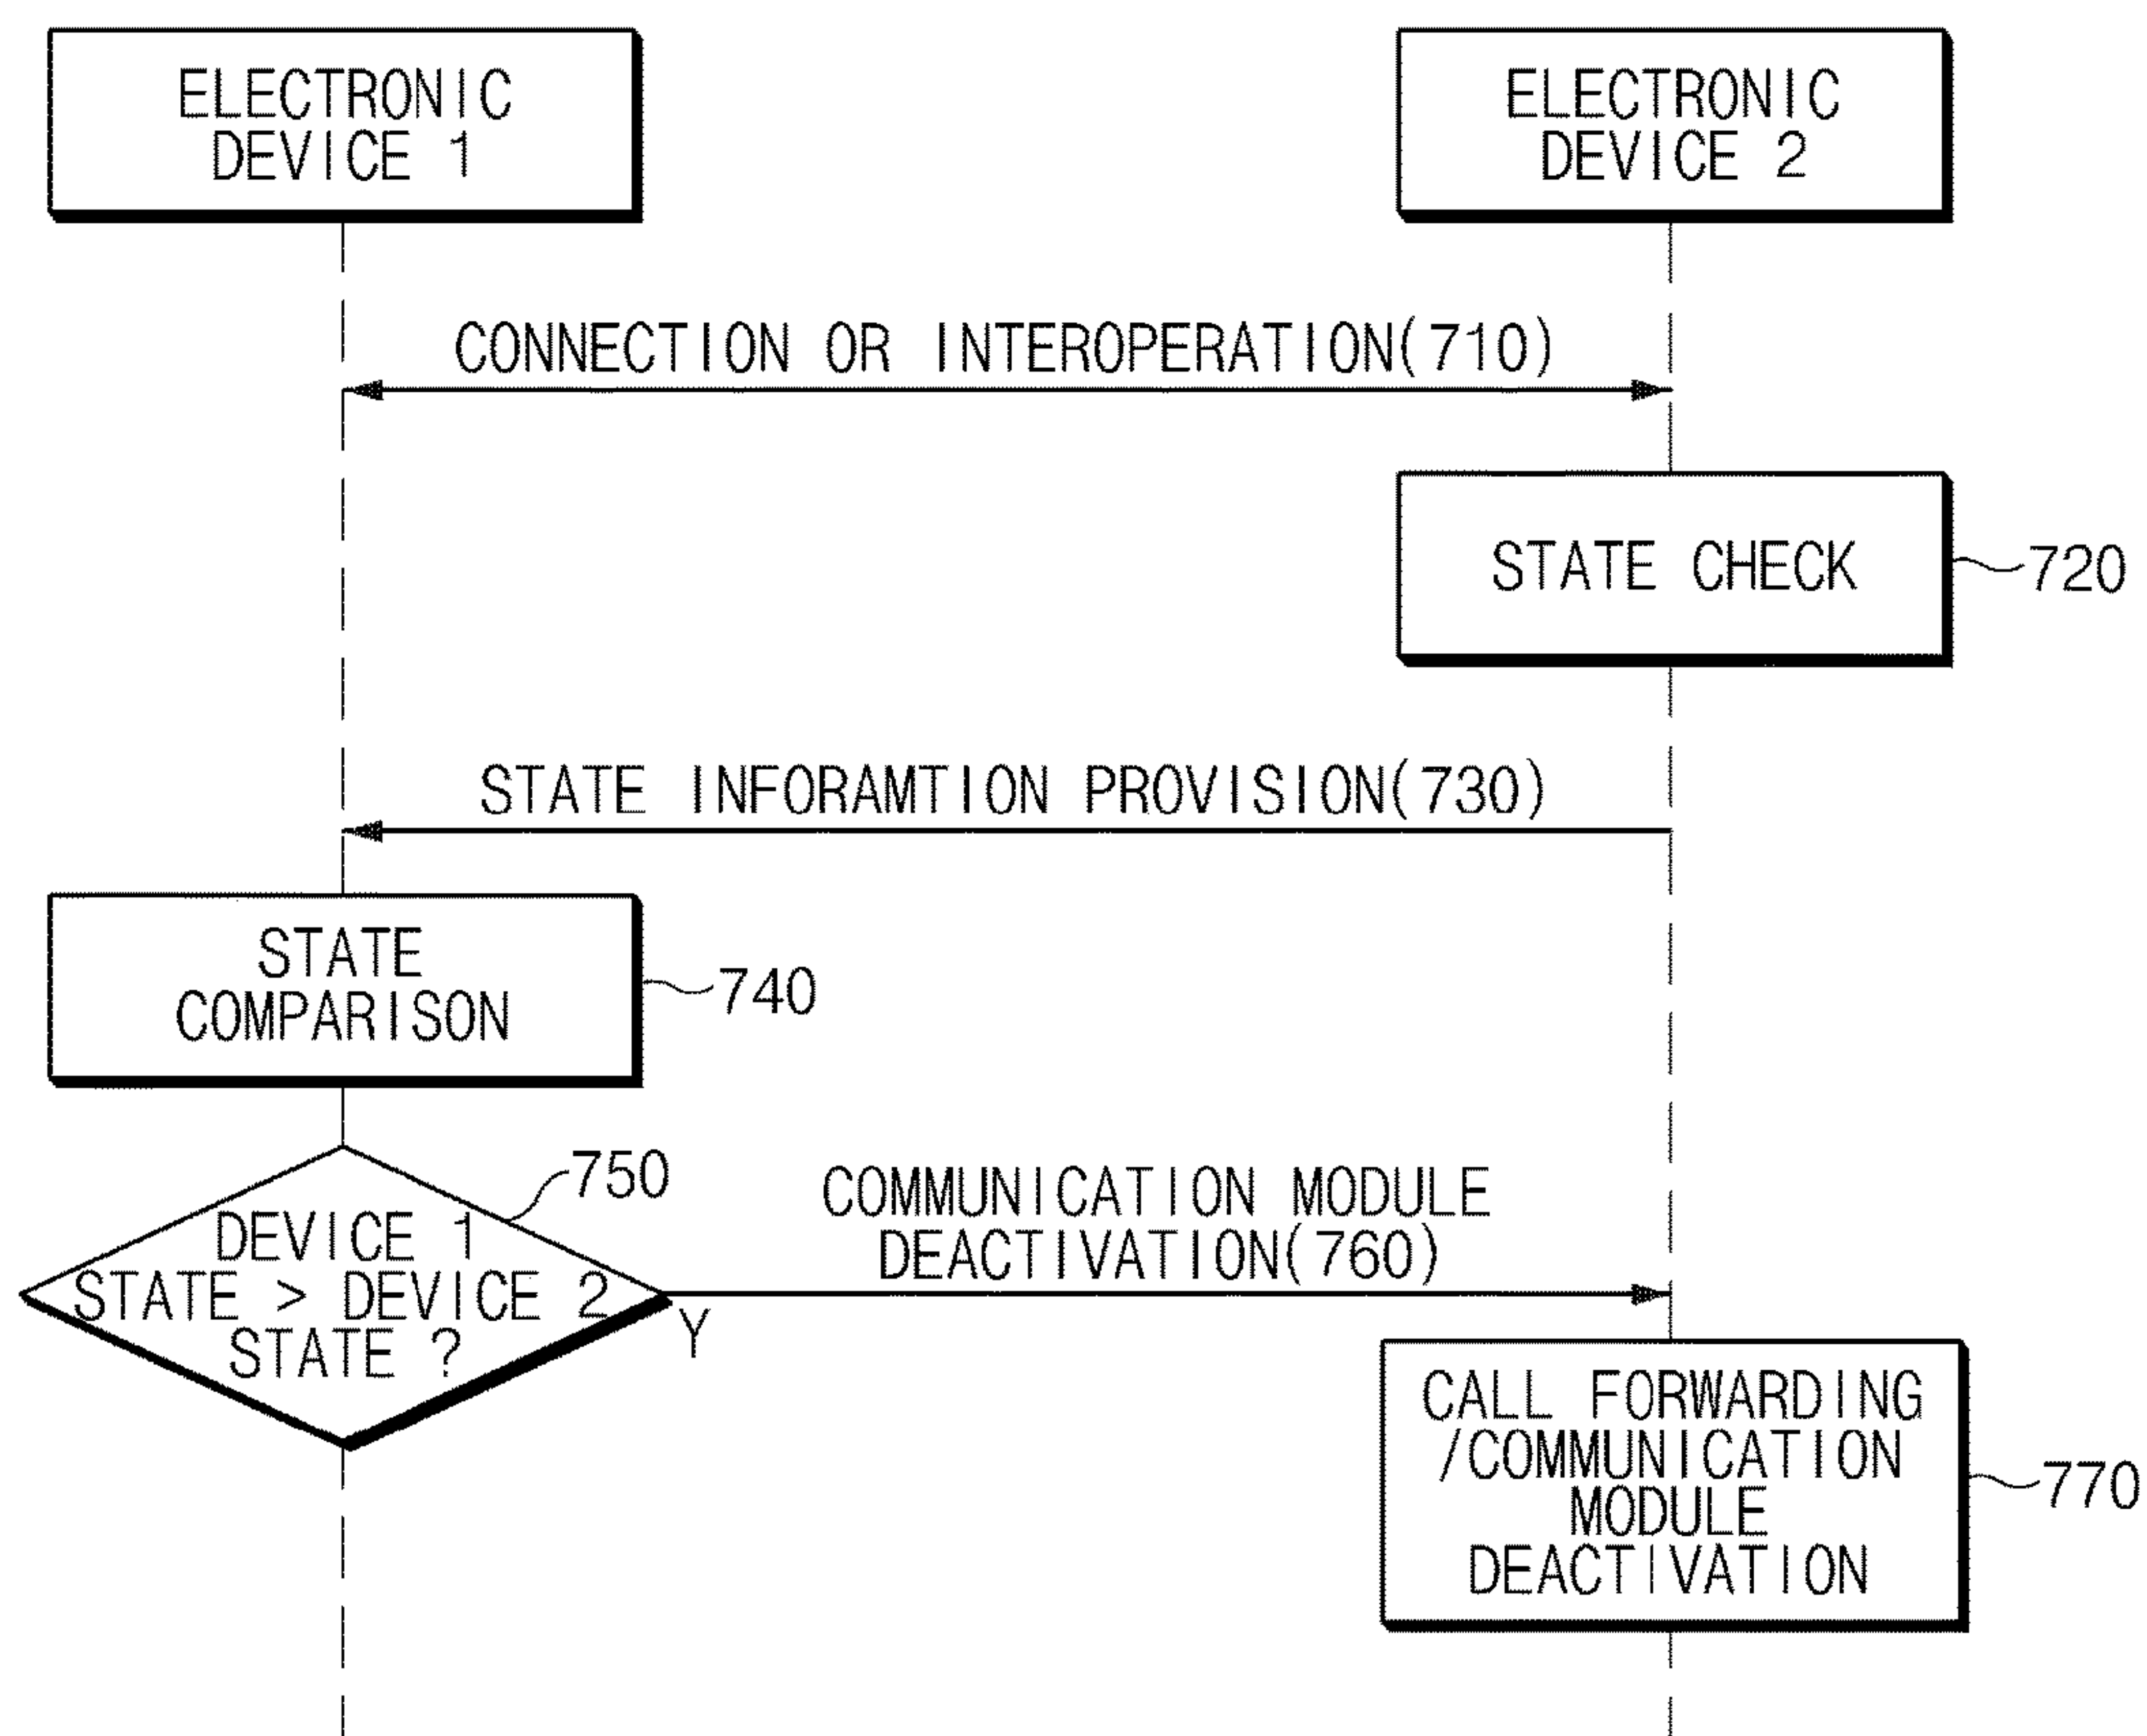 ELECTRONIC
DEVICE 1
ELECTRONIC
DEVICE 2
CONNECTION OR INTEROPERATION(710)
STATE CHECK
720
STATE INFORAMTION PROVISION(730)
STATE
COMPARISON
740
750
DEVICE 1
STATE > DEVICE 2
STATE ?
Y
COMMUNICATION MODULE
DEACTIVATION(760)
CALL FORWARDING
/COMMUNICATION
MODULE
DEACTIVATION
770